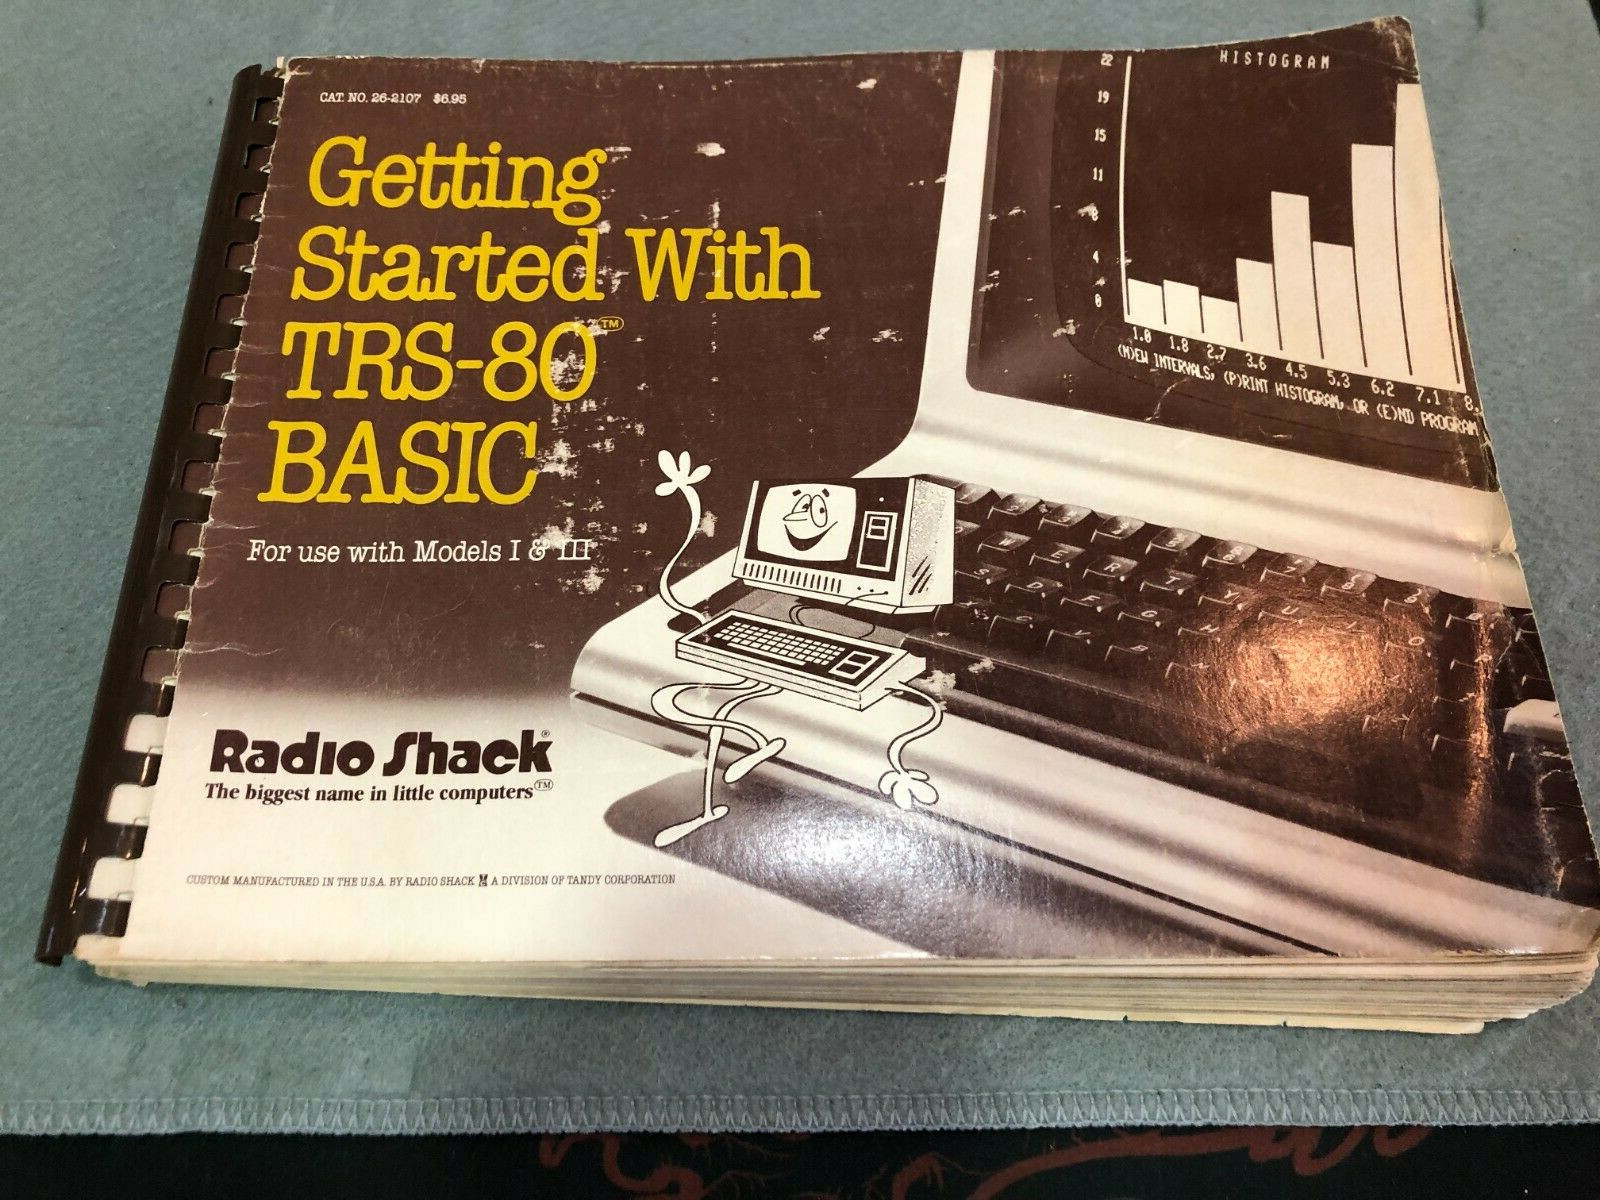 CAT. NO. 26-2107 $6.95
Getting
Started With
TRS-80™
BASIC
For use with Models I & III
Radio Shack®
The biggest name in little computers™
CUSTOM MANUFACTURED IN THE U.S.A. BY RADIO SHACK A DIVISION OF TANDY CORPORATION
HISTOGRAM
22
19
15
11
8
4
0
1.0 1.8 2.7 3.6 4.5 5.3 6.2 7.1 8.
(N)EW INTERVALS, (P)RINT HISTOGRAM, OR (E)ND PROGRAM
W E R T Y U I O
S D F G H
X C V B